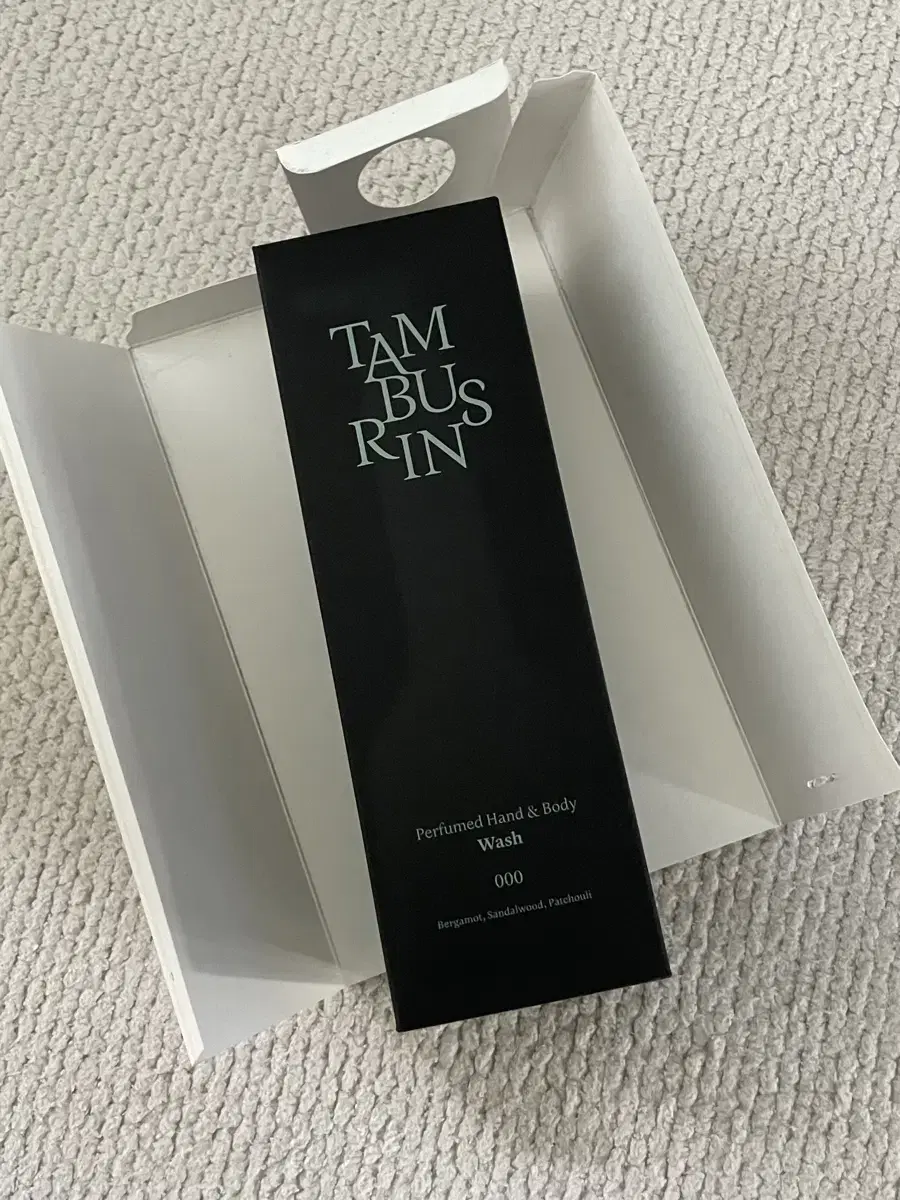 TAM
BUS
RIN
Perfumed Hand & Body
Wash
000
Bergamot, Sandalwood, Patchouli